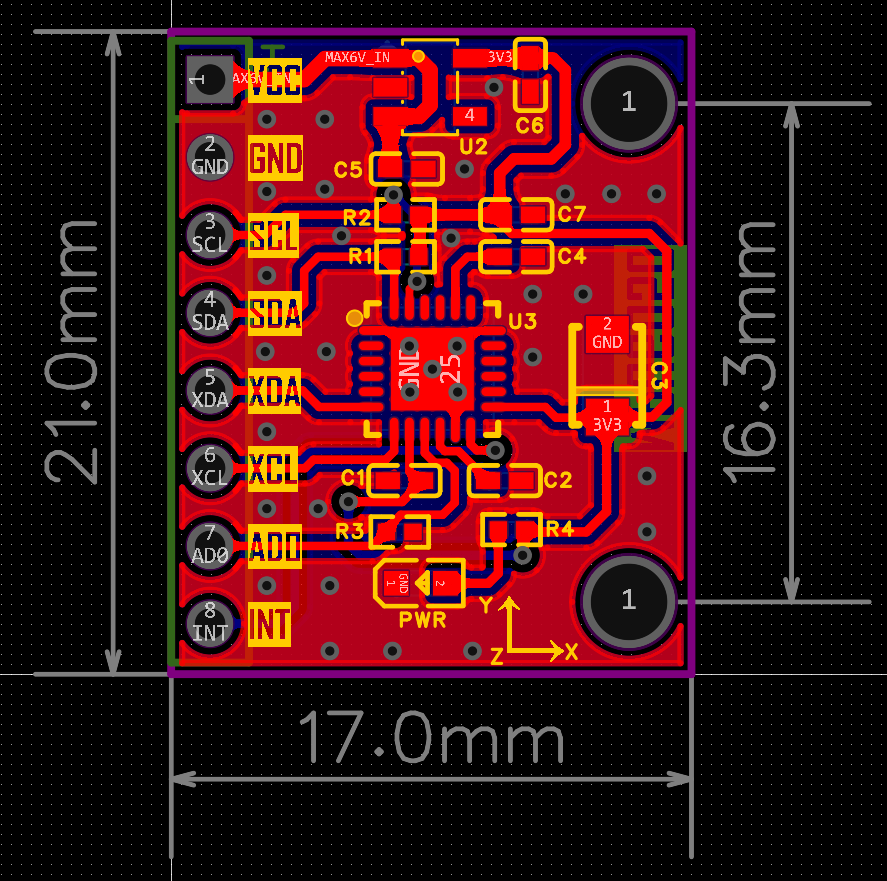 1
VCC
MAX6V_IN
3V3
C6
4
U2
1
2
GND
GND
C5
3
SCL
SCL
R2
C7
R1
C4
4
SDA
SDA
U3
2
GND
GND
25
C3
5
XDA
XDA
1
3V3
6
XCL
XCL
C1
C2
7
AD0
AD0
R3
R4
1
GND
2
PWR
8
INT
INT
Y
Z
X
1
21.0mm
16.3mm
17.0mm